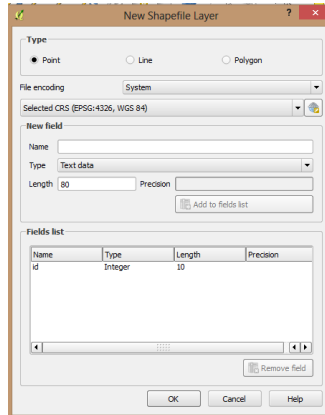 New Shapefile Layer ? ×
Type
Point Line Polygon
File encoding System
Selected CRS (EPSG:4326, WGS 84)
New field
Name
Type Text data
Length 80 Precision
Add to fields list
Fields list
Name Type Length Precision
id Integer 10
Remove field
OK Cancel Help